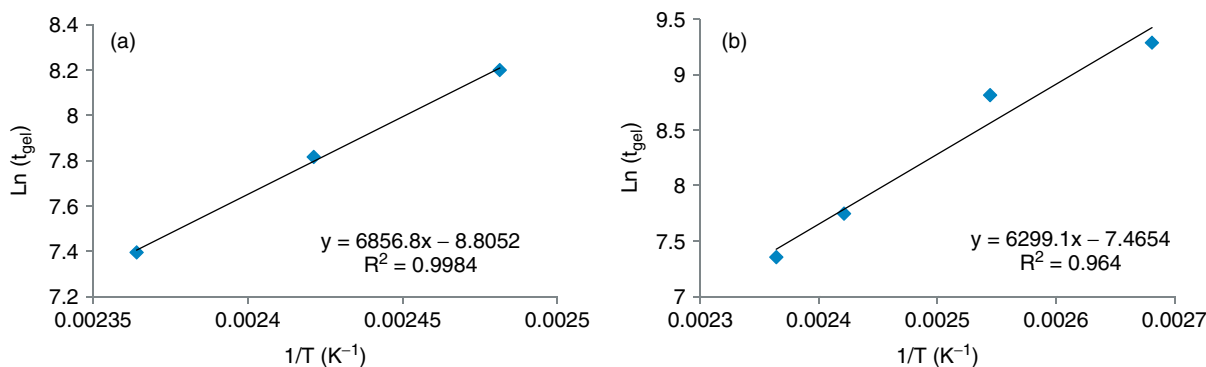 (a)
8.4
8.2
8
7.8
7.6
7.4
7.2
Ln (t_gel)
y = 6856.8x – 8.8052
R² = 0.9984
0.00235
0.0024
0.00245
0.0025
1/T (K⁻¹)
(b)
9.5
9
8.5
8
7.5
7
Ln (t_gel)
y = 6299.1x – 7.4654
R² = 0.964
0.0023
0.0024
0.0025
0.0026
0.0027
1/T (K⁻¹)